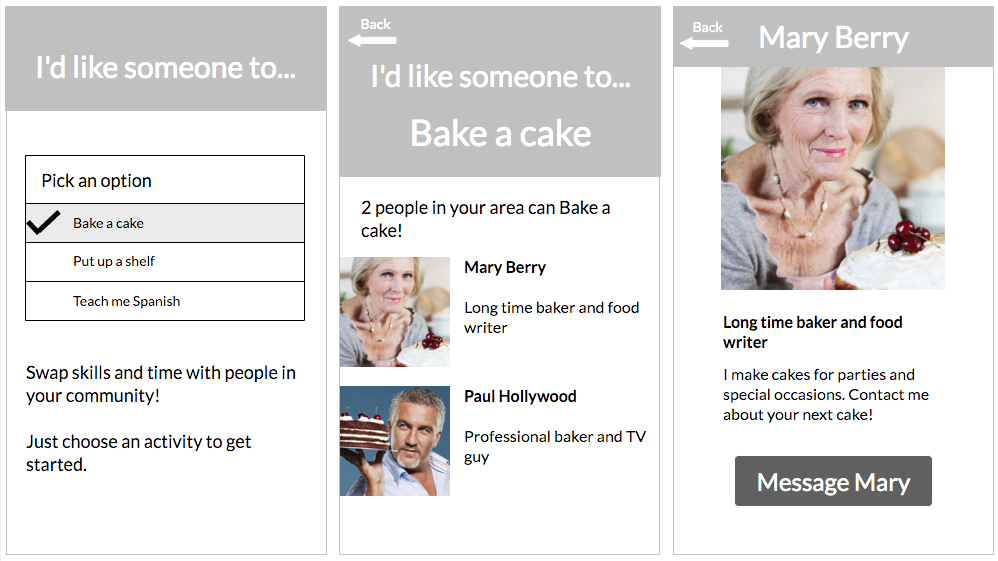 I'd like someone to...
Pick an option
Bake a cake
Put up a shelf
Teach me Spanish
Swap skills and time with people in
your community!
Just choose an activity to get
started.
Back
I'd like someone to...
Bake a cake
2 people in your area can Bake a
cake!
Mary Berry
Long time baker and food
writer
Paul Hollywood
Professional baker and TV
guy
Back
Mary Berry
Long time baker and food
writer
I make cakes for parties and
special occasions. Contact me
about your next cake!
Message Mary